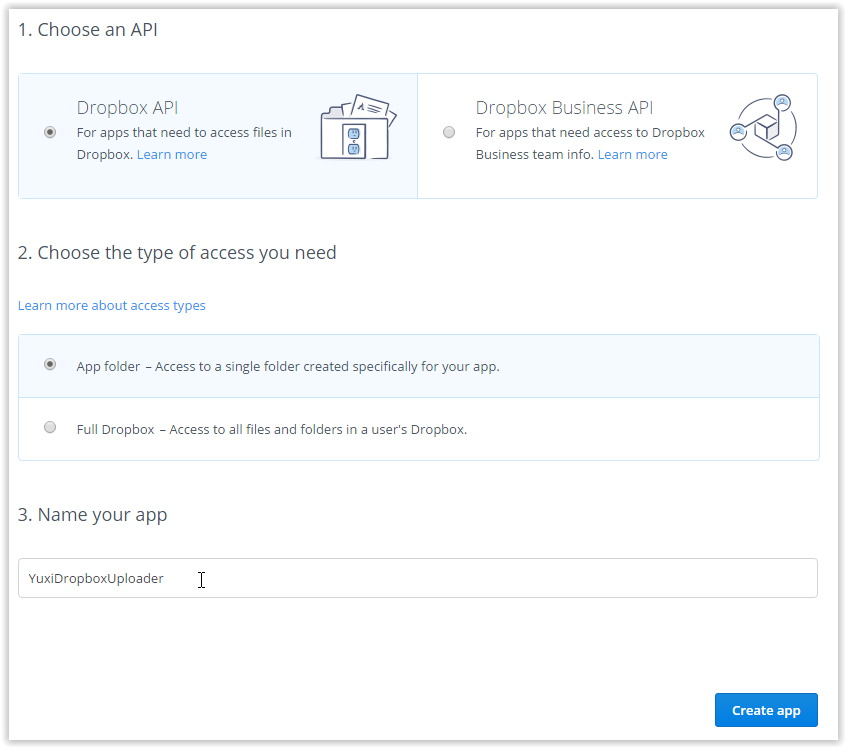 1. Choose an API
Dropbox API
For apps that need to access files in
Dropbox. Learn more
Dropbox Business API
For apps that need access to Dropbox
Business team info. Learn more
2. Choose the type of access you need
Learn more about access types
App folder – Access to a single folder created specifically for your app.
Full Dropbox – Access to all files and folders in a user's Dropbox.
3. Name your app
YuxiDropboxUploader
Create app